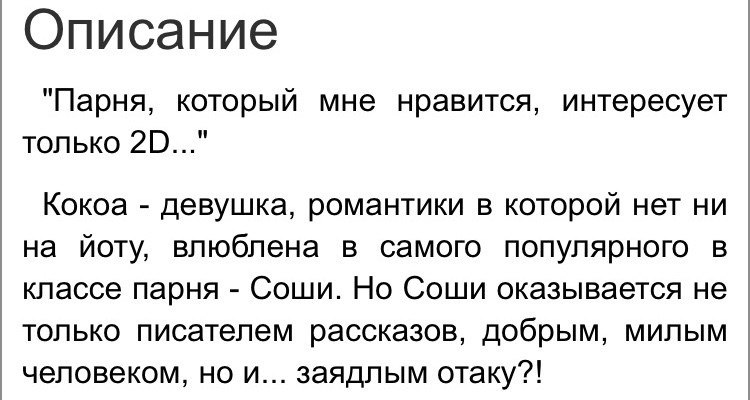 Описание
"Парня, который мне нравится, интересует
только 2D..."
Кокоа - девушка, романтики в которой нет ни
на йоту, влюблена в самого популярного в
классе парня - Соши. Но Соши оказывается не
только писателем рассказов, добрым, милым
человеком, но и... заядлым отаку?!